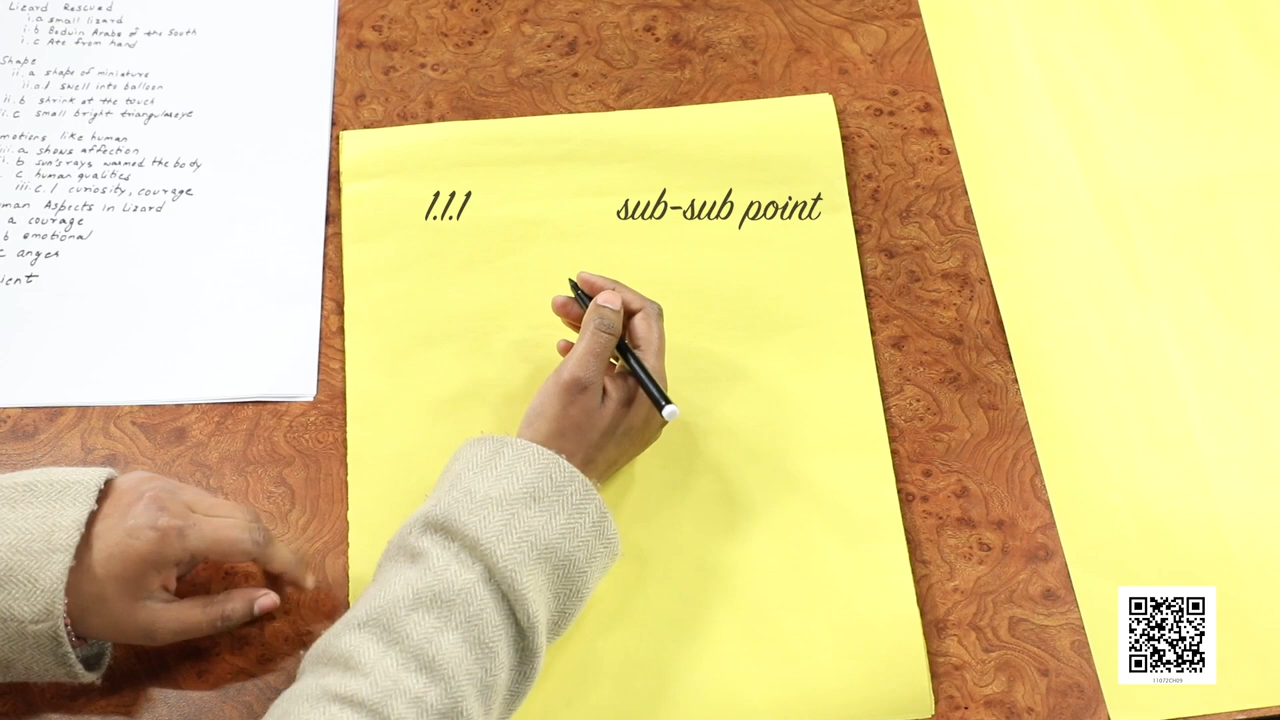 Lizard Rescued
i.a small lizard
i.b Beduin Arabs of the South
i.c Ate from hand
Shape
ii.a shape of miniature
ii.a.1 swell into balloon
ii.b shrink at the touch
i.c small bright triangular eye
motions like human
iii.a shows affection
i.b sun's rays, warmed the body
c human qualities
iii.c.1 curiosity, courage
man Aspects in Lizard
a courage
b emotional
c anger
ient
1.1.1 sub-sub point
11072CH09